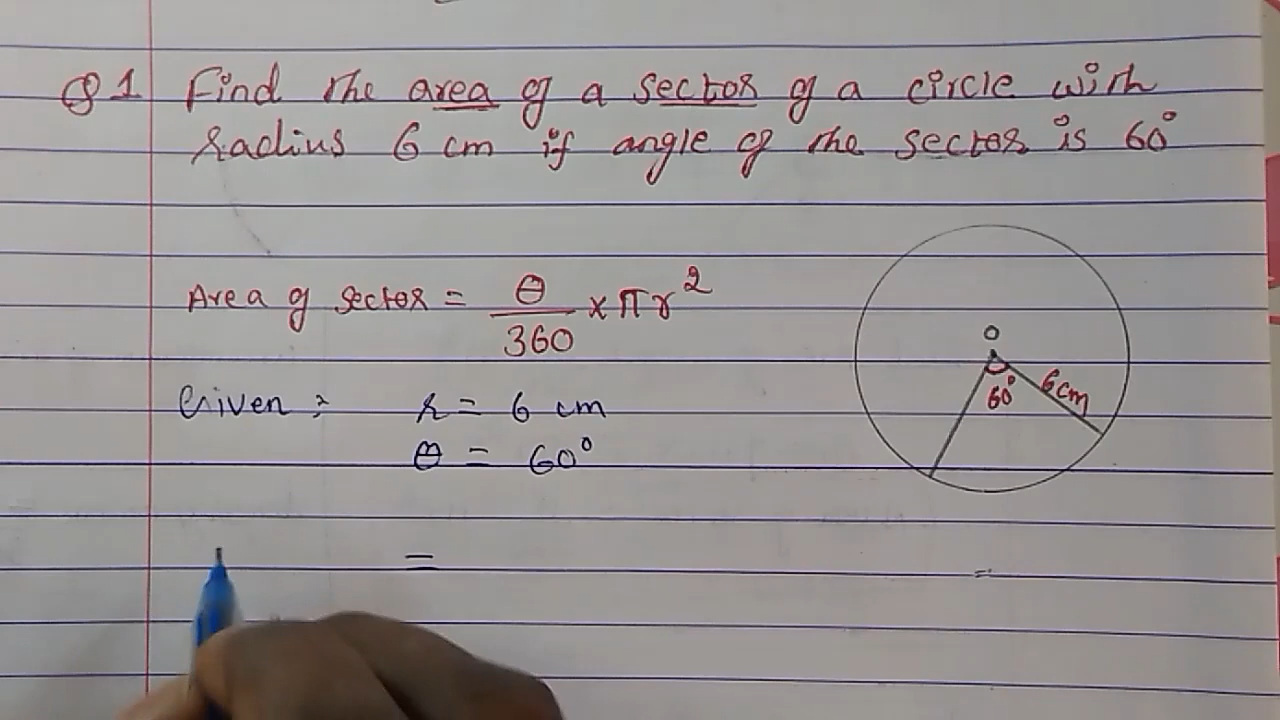 Q1 Find the area of a sector of a circle with
radius 6 cm if angle of the sector is 60°
Area of sector = θ/360 × πr²
Given : r = 6 cm
θ = 60°
=
=
O
60°
6cm